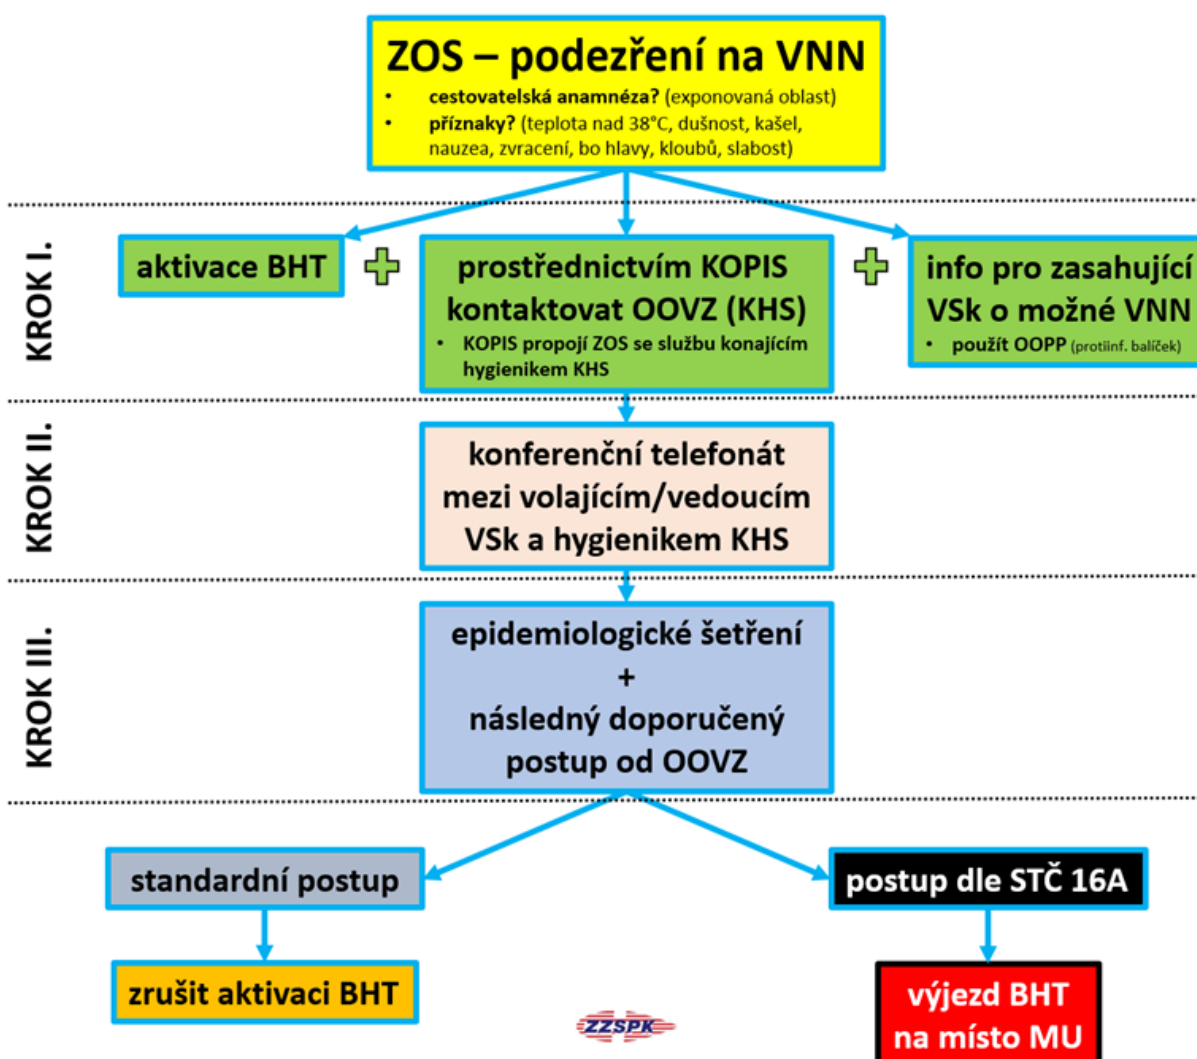 ZOS – podezření na VNN
• cestovatelská anamnéza? (exponovaná oblast)
• příznaky? (teplota nad 38°C, dušnost, kašel,
nauzea, zvracení, bo hlavy, kloubů, slabost)
KROK I.
aktivace BHT
prostřednictvím KOPIS
kontaktovat OOVZ (KHS)
• KOPIS propojí ZOS se službu konajícím
hygienikem KHS
info pro zasahující
VSk o možné VNN
• použít OOPP (protiinf. balíček)
KROK II.
konferenční telefonát
mezi volajícím/vedoucím
VSk a hygienikem KHS
KROK III.
epidemiologické šetření
+
následný doporučený
postup od OOVZ
standardní postup
postup dle STČ 16A
zrušit aktivaci BHT
výjezd BHT
na místo MU
ZZSPK